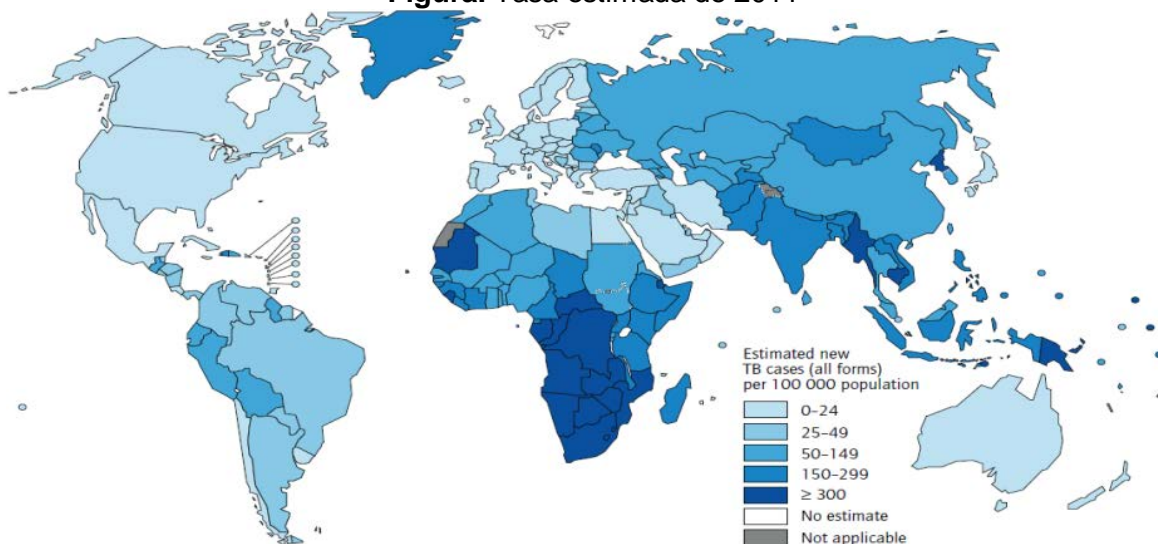 Figura. Tasa estimada de 2011
Estimated new
TB cases (all forms)
per 100 000 population
0–24
25–49
50–149
150–299
≥ 300
No estimate
Not applicable